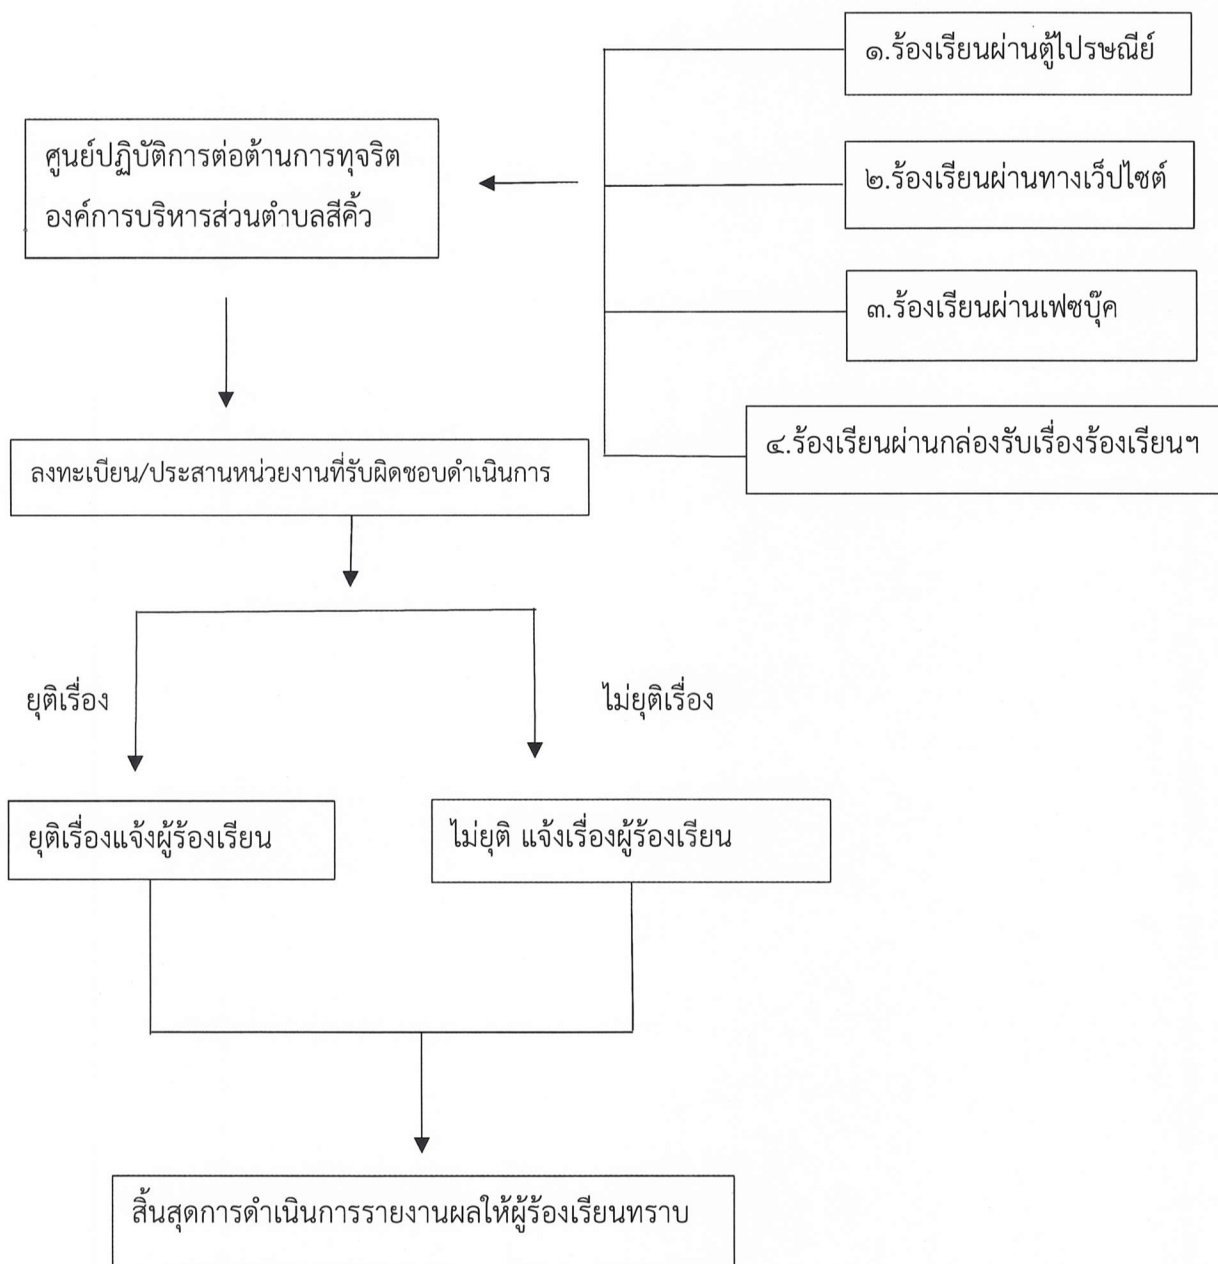 ๑.ร้องเรียนผ่านตู้ไปรษณีย์
ศูนย์ปฏิบัติการต่อต้านการทุจริต
องค์การบริหารส่วนตำบลสีคิ้ว
๒.ร้องเรียนผ่านทางเว็ปไซต์
๓.ร้องเรียนผ่านเฟซบุ๊ค
๔.ร้องเรียนผ่านกล่องรับเรื่องร้องเรียนฯ
ลงทะเบียน/ประสานหน่วยงานที่รับผิดชอบดำเนินการ
ยุติเรื่อง
ไม่ยุติเรื่อง
ยุติเรื่องแจ้งผู้ร้องเรียน
ไม่ยุติ แจ้งเรื่องผู้ร้องเรียน
สิ้นสุดการดำเนินการรายงานผลให้ผู้ร้องเรียนทราบ